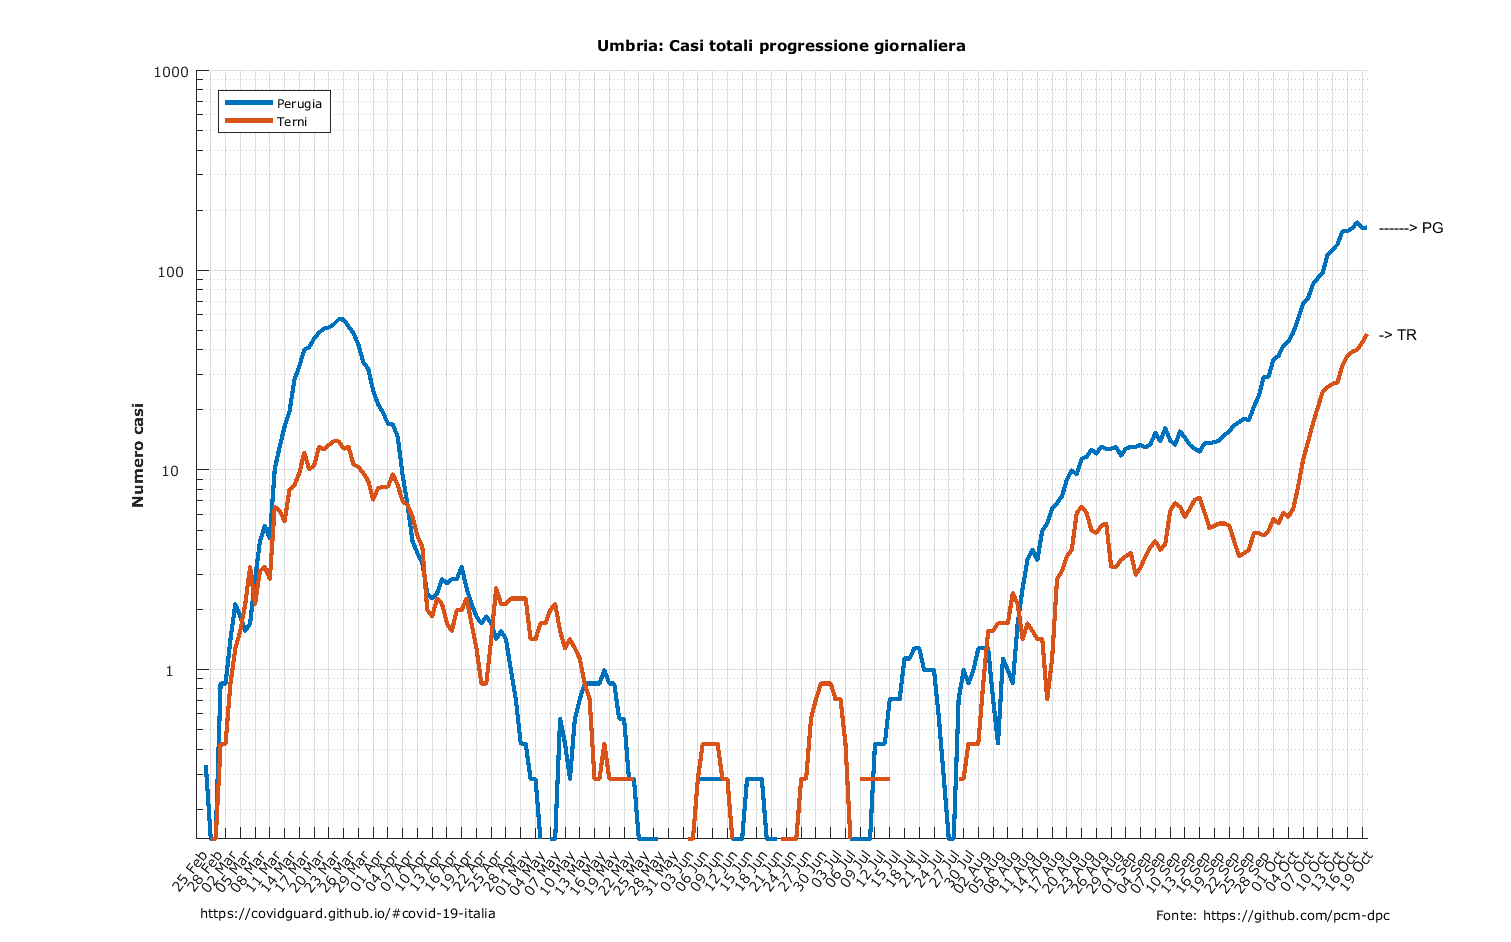 Umbria: Casi totali progressione giornaliera
1000
100
10
1
Numero casi
Perugia
Terni
------> PG
-> TR
25 Feb
28 Feb
02 Mar
05 Mar
08 Mar
11 Mar
14 Mar
17 Mar
20 Mar
23 Mar
26 Mar
29 Mar
01 Apr
04 Apr
07 Apr
10 Apr
13 Apr
16 Apr
19 Apr
22 Apr
25 Apr
28 Apr
01 May
04 May
07 May
10 May
13 May
16 May
19 May
22 May
25 May
28 May
31 May
03 Jun
06 Jun
09 Jun
12 Jun
15 Jun
18 Jun
21 Jun
24 Jun
27 Jun
30 Jun
03 Jul
06 Jul
09 Jul
12 Jul
15 Jul
18 Jul
21 Jul
24 Jul
27 Jul
30 Jul
02 Aug
05 Aug
08 Aug
11 Aug
14 Aug
17 Aug
20 Aug
23 Aug
26 Aug
29 Aug
01 Sep
04 Sep
07 Sep
10 Sep
13 Sep
16 Sep
19 Sep
22 Sep
25 Sep
28 Sep
01 Oct
04 Oct
07 Oct
10 Oct
13 Oct
16 Oct
19 Oct
https://covidguard.github.io/#covid-19-italia
Fonte: https://github.com/pcm-dpc